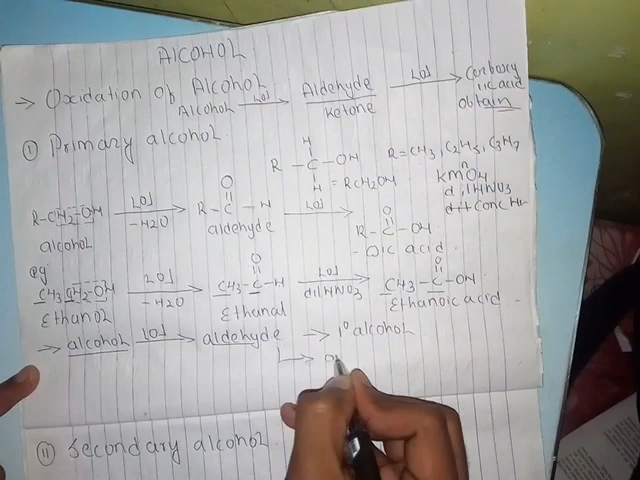 ALCOHOL
→ Oxidation of Alcohol
Alcohol [O]→ Aldehyde / ketone [O]→ Carboxy
lic acid
obtain
(i) Primary alcohol
H
R - C - OH R = CH3, C2H5, C3H7
H = RCH2OH
KMnO4
dil HNO3
R-CH2-OH [O]→ -H2O R - C - H [O]→
O
alcohol aldehyde
O
R - C - OH
- OIC acid
eg
CH3 CH2-OH [O]→ -H2O CH3 - C - H [O]→ dil HNO3 CH3 - C - OH
O O
Ethanol Ethanal Ethanoic acid
→ alcohol [O]→ aldehyde → 1° alcohol
(ii) Secondary alcohol